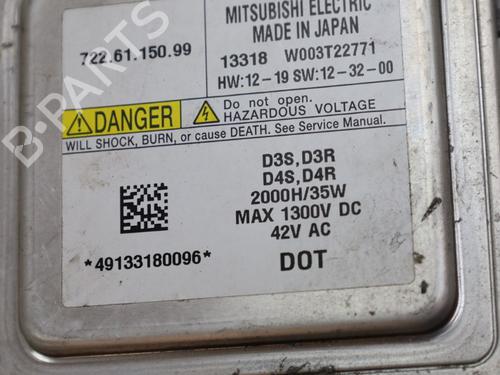 MITSUBISHI ELECTRIC
MADE IN JAPAN
722.61.150.99
13318 W003T22771
HW:12-19 SW:12-32-00
DANGER
Do not open.
HAZARDOUS VOLTAGE
WILL SHOCK, BURN, or cause DEATH. See Service Manual.
D3S,D3R
D4S,D4R
2000H/35W
MAX 1300V DC
42V AC
*49133180096*
DOT